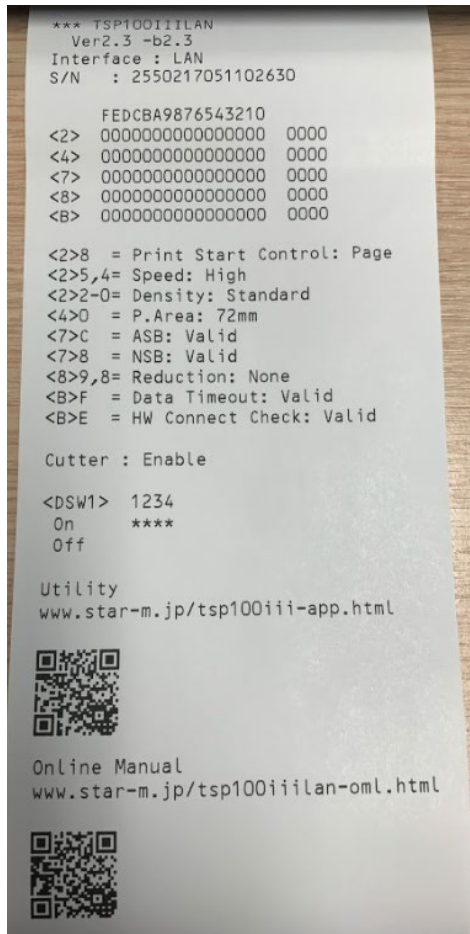 *** TSP100IIILAN
Ver2.3 -b2.3
Interface : LAN
S/N : 2550217051102630
FEDCBA9876543210
<2> 0000000000000000 0000
<4> 0000000000000000 0000
<7> 0000000000000000 0000
<8> 0000000000000000 0000
<B> 0000000000000000 0000
<2>8 = Print Start Control: Page
<2>5,4= Speed: High
<2>2-0= Density: Standard
<4>0 = P.Area: 72mm
<7>C = ASB: Valid
<7>8 = NSB: Valid
<8>9,8= Reduction: None
<B>F = Data Timeout: Valid
<B>E = HW Connect Check: Valid
Cutter : Enable
<DSW1> 1234
On ****
Off
Utility
www.star-m.jp/tsp100iii-app.html
Online Manual
www.star-m.jp/tsp100iiilan-oml.html